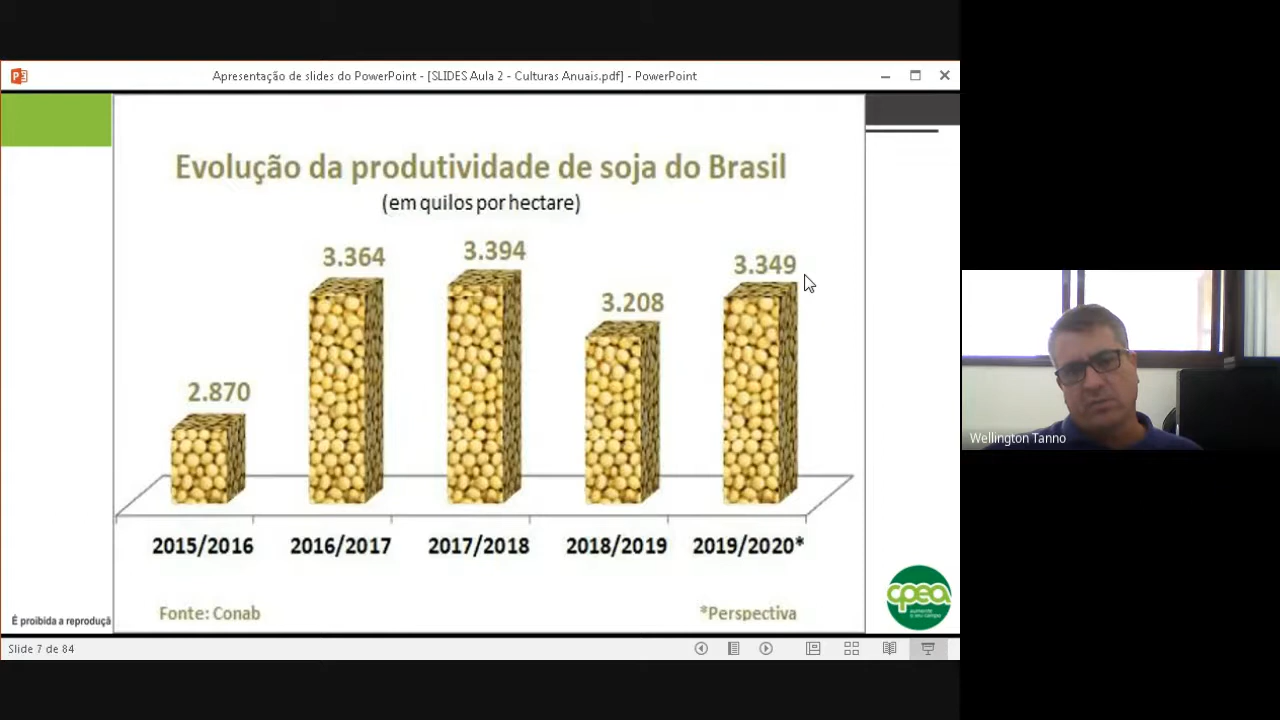 Apresentação de slides do PowerPoint - [SLIDES Aula 2 - Culturas Anuais.pdf] - PowerPoint
Evolução da produtividade de soja do Brasil
(em quilos por hectare)
2.870
3.364
3.394
3.208
3.349
2015/2016 2016/2017 2017/2018 2018/2019 2019/2020*
Fonte: Conab
*Perspectiva
É proibida a reproduçã
cpea
Slide 7 de 84
Wellington Tanno